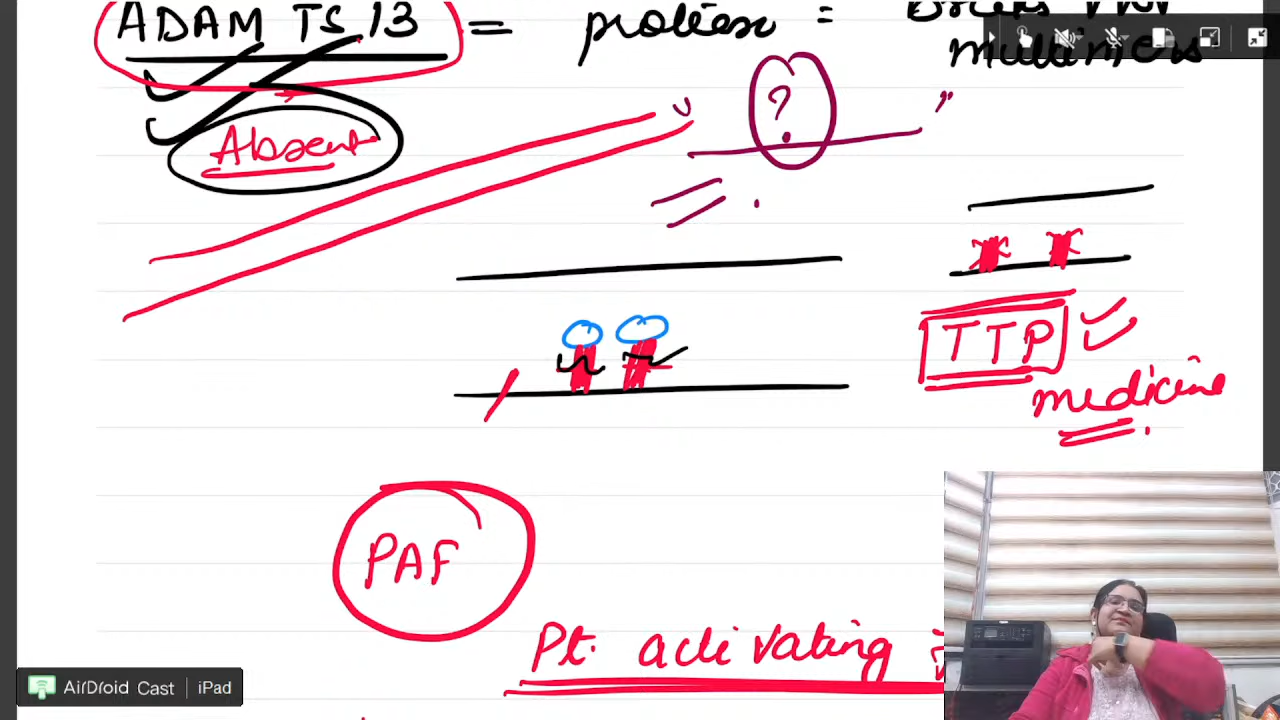 ADAM TS 13 = protease =
multimers
Absent
?
TTP
medicine
PAF
Pt. activating
AirDroid Cast | iPad